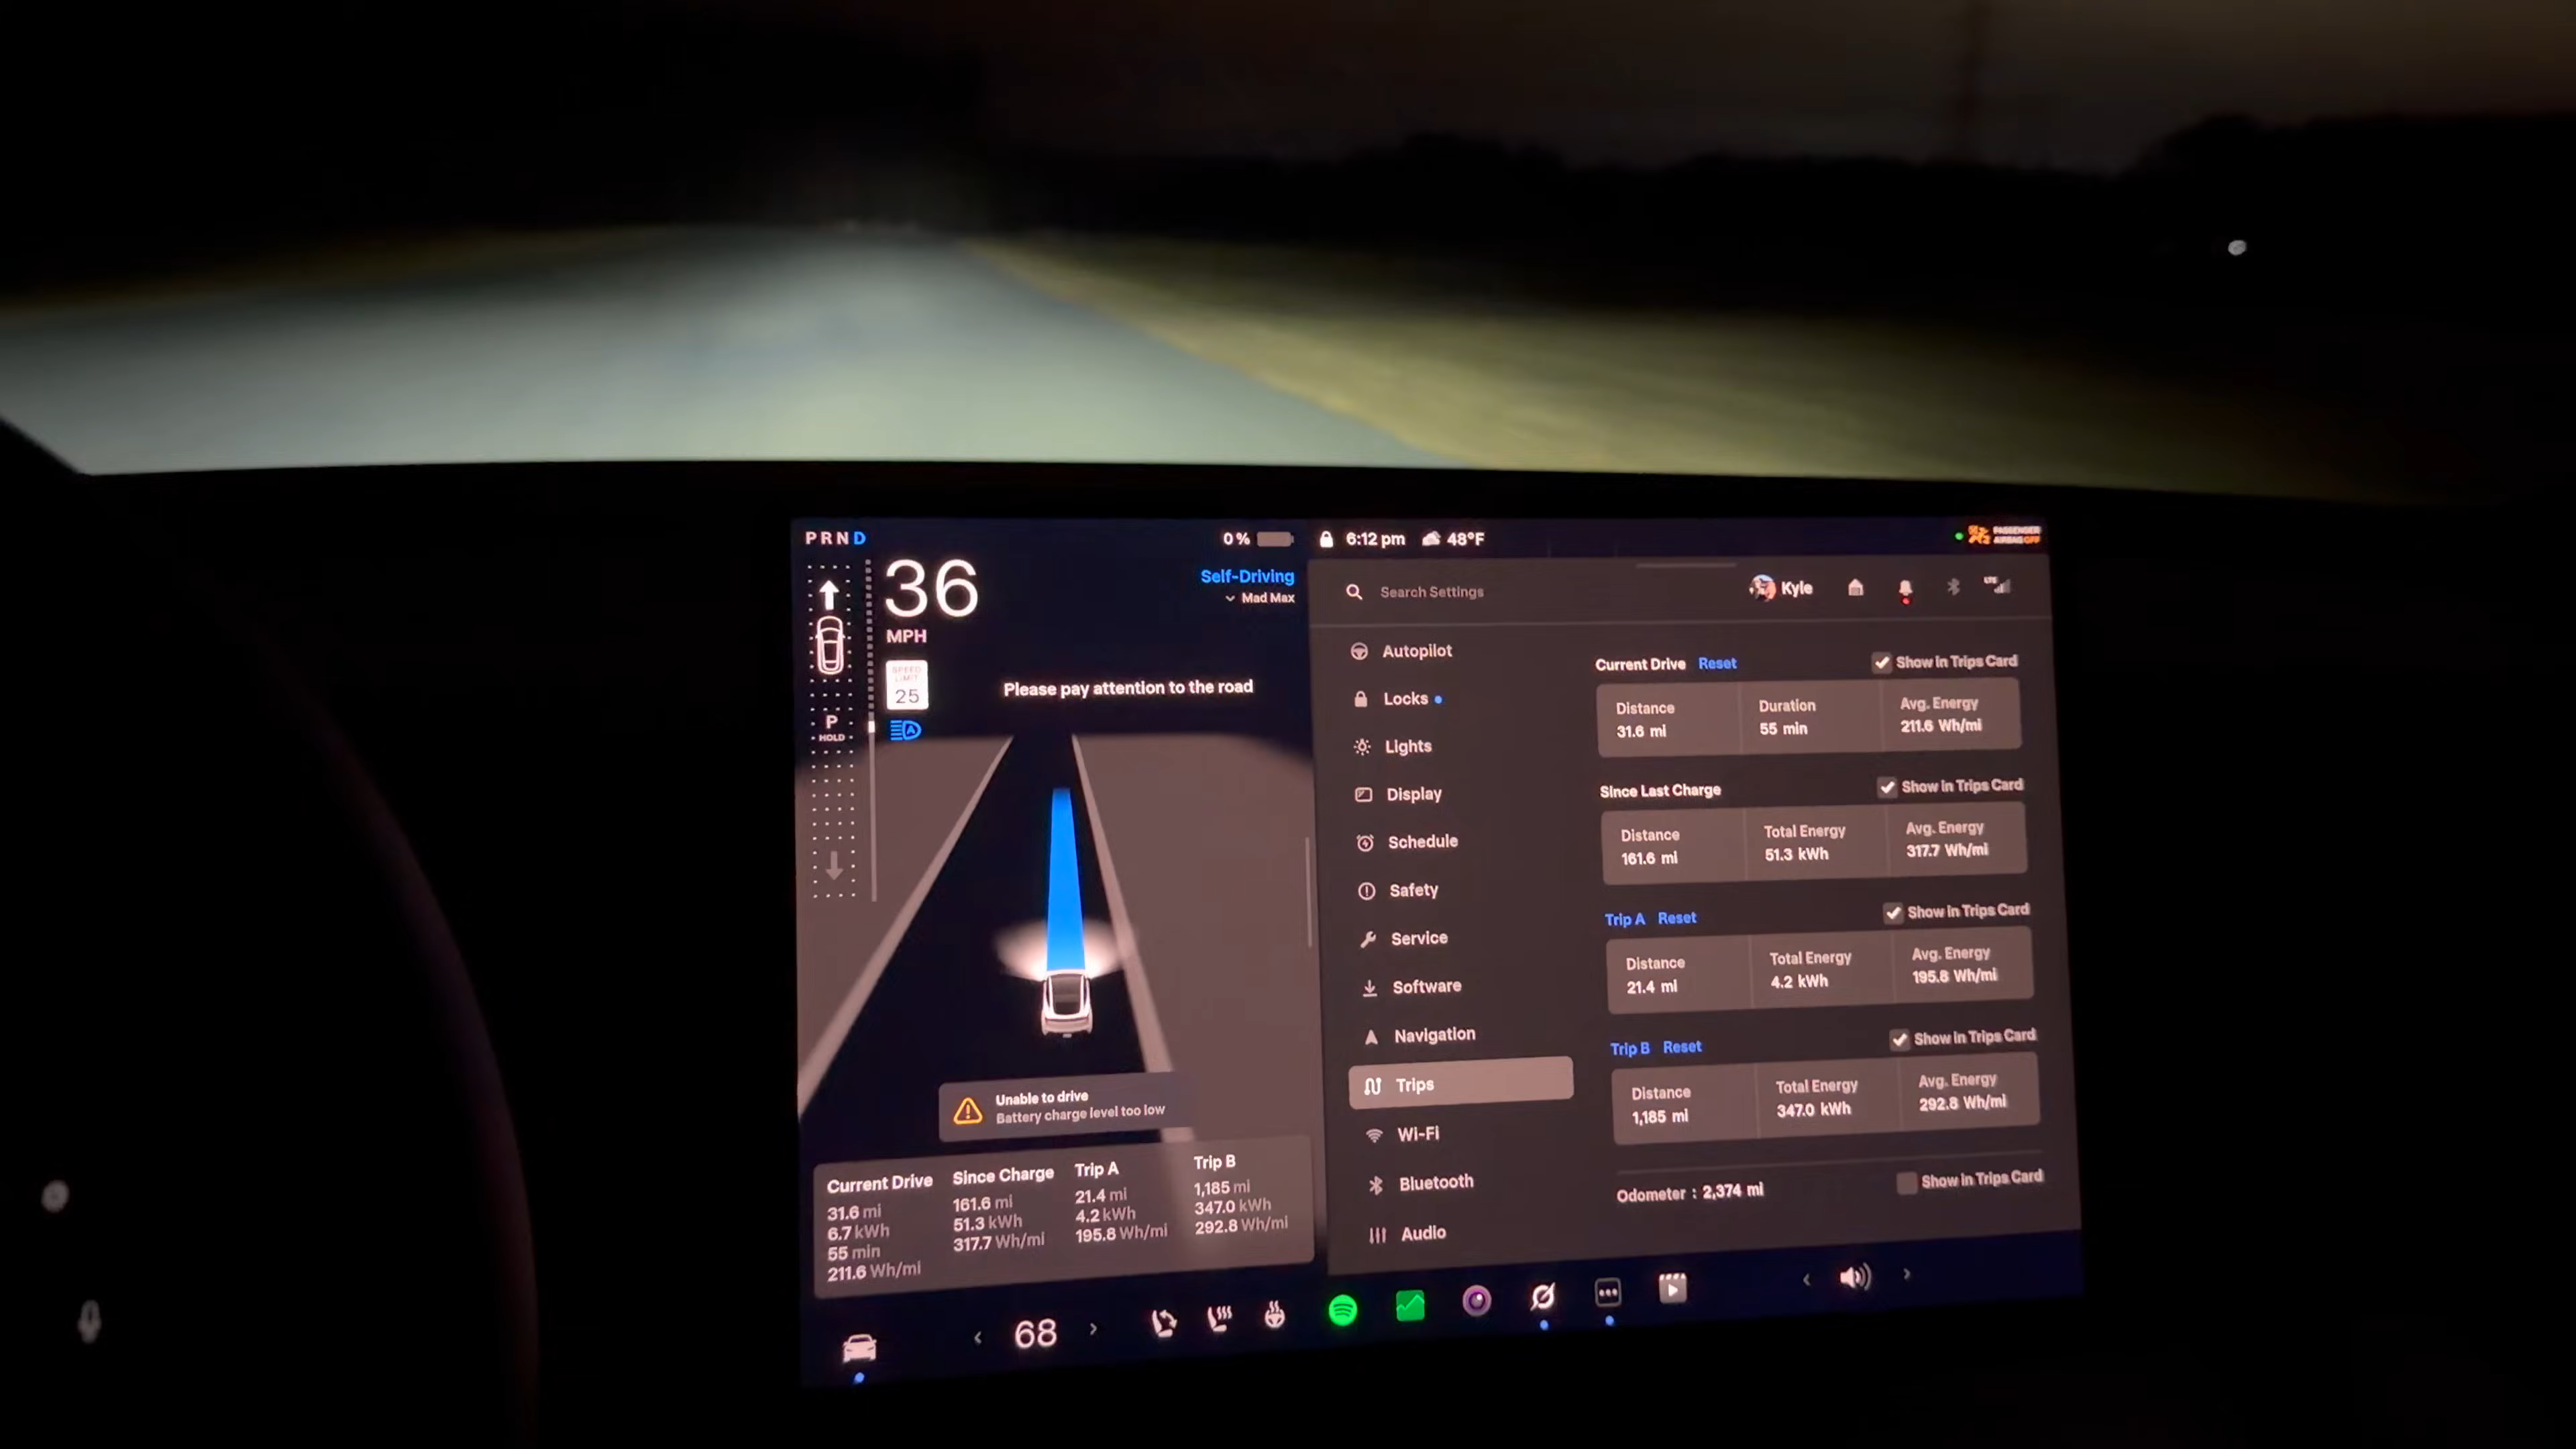 PRND
0 %
6:12 pm
48°F
PASSENGER
AIRBAG OFF
36
MPH
Self-Driving
Mad Max
SPEED
LIMIT
25
P
HOLD
Please pay attention to the road
Unable to drive
Battery charge level too low
Current Drive
31.6 mi
6.7 kWh
55 min
211.6 Wh/mi
Since Charge
161.6 mi
51.3 kWh
317.7 Wh/mi
Trip A
21.4 mi
4.2 kWh
195.8 Wh/mi
Trip B
1,185 mi
347.0 kWh
292.8 Wh/mi
Search Settings
Kyle
LTE
Autopilot
Locks
Lights
Display
Schedule
Safety
Service
Software
Navigation
Trips
Wi-Fi
Bluetooth
Audio
Current Drive Reset
Show in Trips Card
Distance
31.6 mi
Duration
55 min
Avg. Energy
211.6 Wh/mi
Since Last Charge
Show in Trips Card
Distance
161.6 mi
Total Energy
51.3 kWh
Avg. Energy
317.7 Wh/mi
Trip A Reset
Show in Trips Card
Distance
21.4 mi
Total Energy
4.2 kWh
Avg. Energy
195.8 Wh/mi
Trip B Reset
Show in Trips Card
Distance
1,185 mi
Total Energy
347.0 kWh
Avg. Energy
292.8 Wh/mi
Odometer : 2,374 mi
Show in Trips Card
68